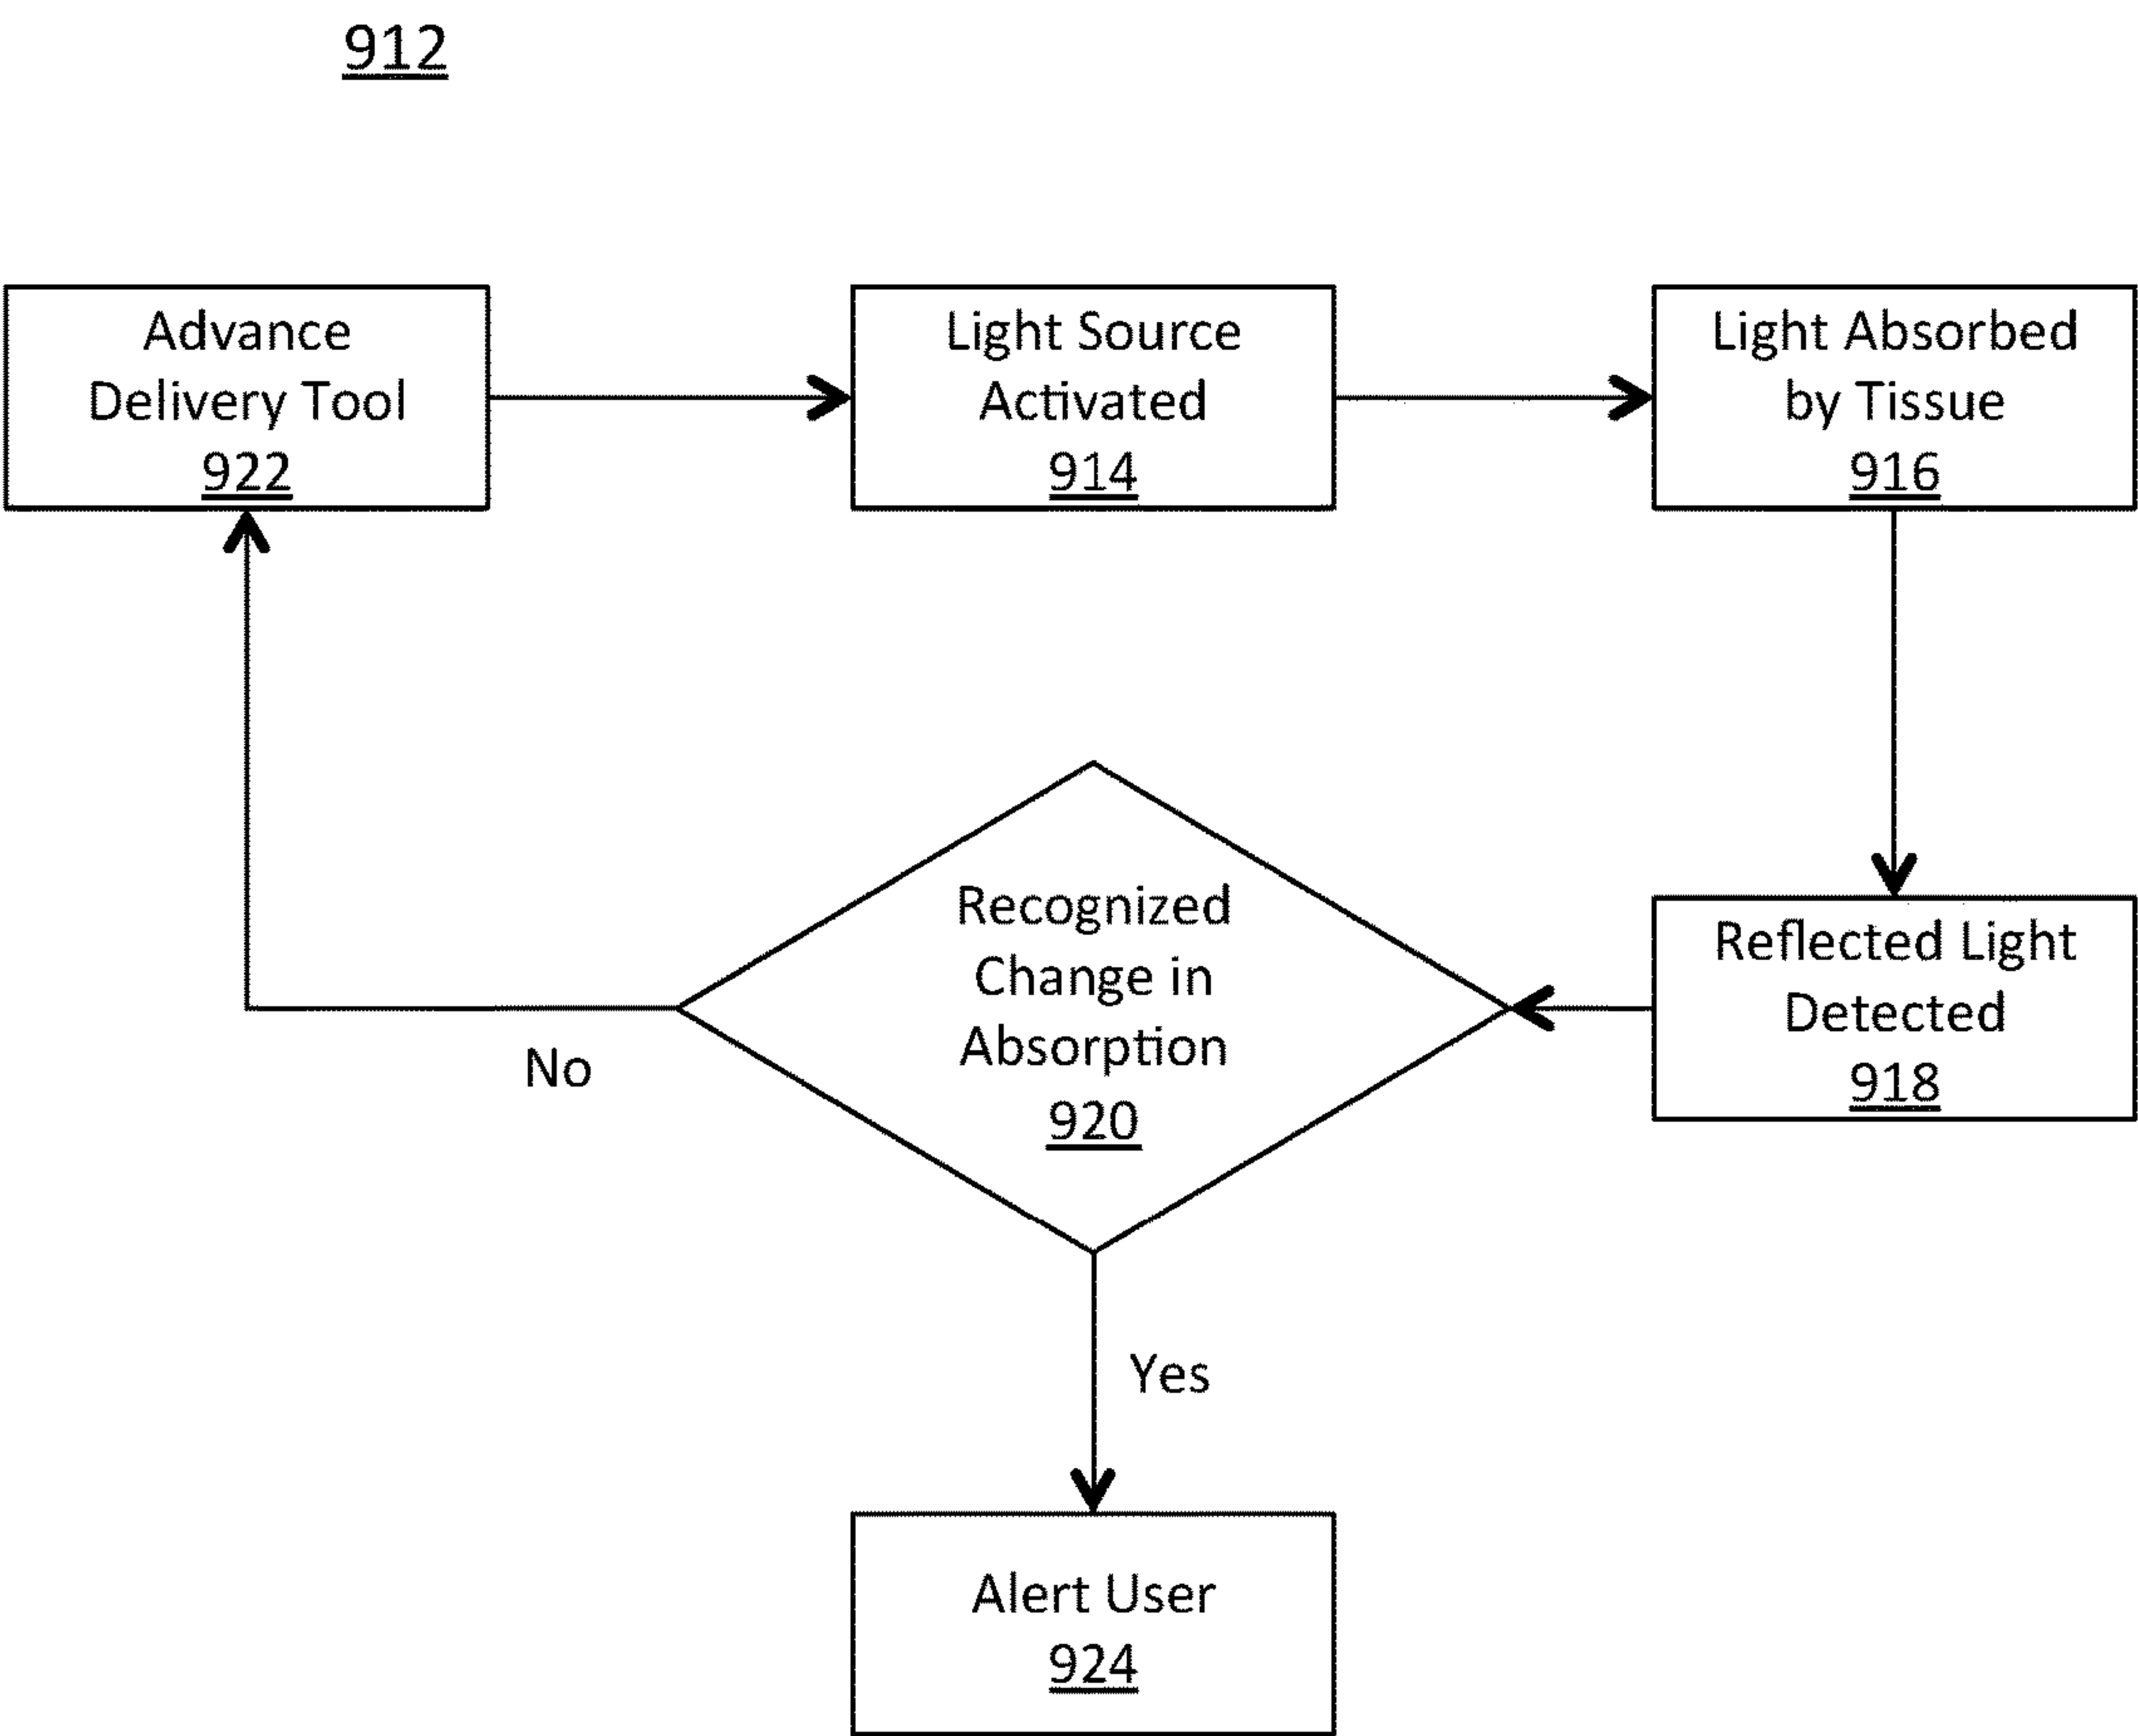 912
Advance
Delivery Tool
922
Light Source
Activated
914
Light Absorbed
by Tissue
916
Recognized
Change in
Absorption
920
Reflected Light
Detected
918
No
Yes
Alert User
924